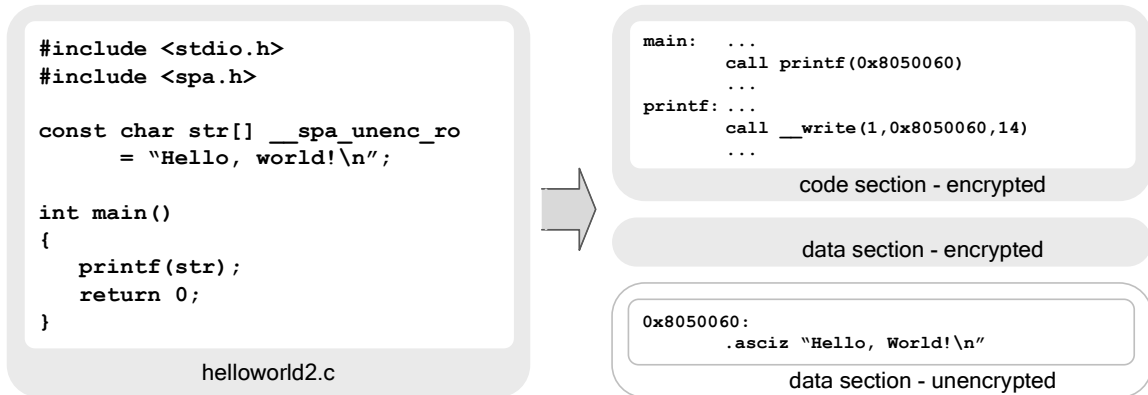 #include <stdio.h>
#include <spa.h>
const char str[] __spa_unenc_ro
= “Hello, world!\n”;
int main()
{
printf(str);
return 0;
}
helloworld2.c
main: ...
call printf(0x8050060)
...
printf: ...
call __write(1,0x8050060,14)
...
code section - encrypted
data section - encrypted
0x8050060:
.asciz “Hello, World!\n”
data section - unencrypted